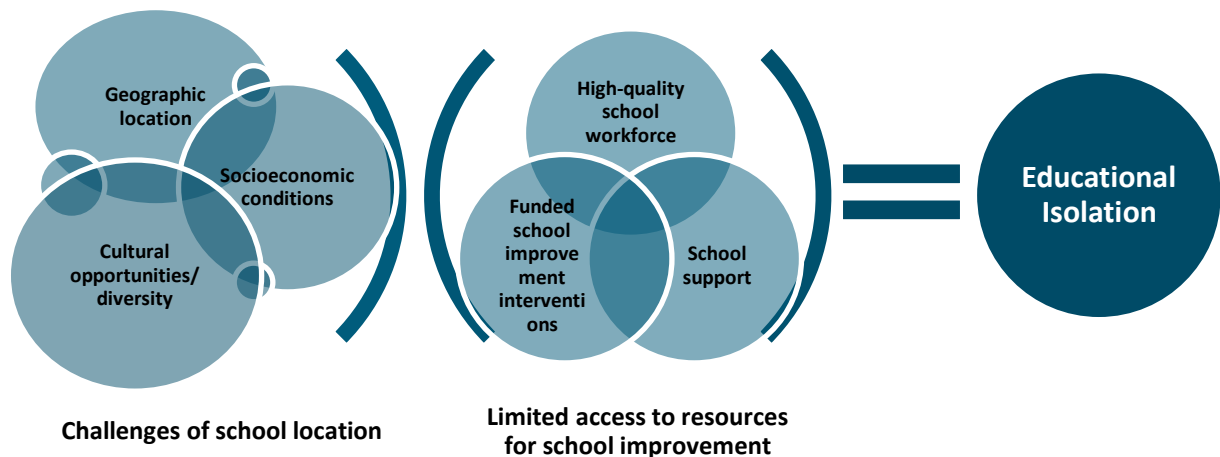 Geographic
location
Socioeconomic
conditions
Cultural
opportunities/
diversity
Challenges of school location
High-quality
school
workforce
Funded
school
improve
ment
interventi
ons
School
support
Limited access to resources
for school improvement
Educational
Isolation